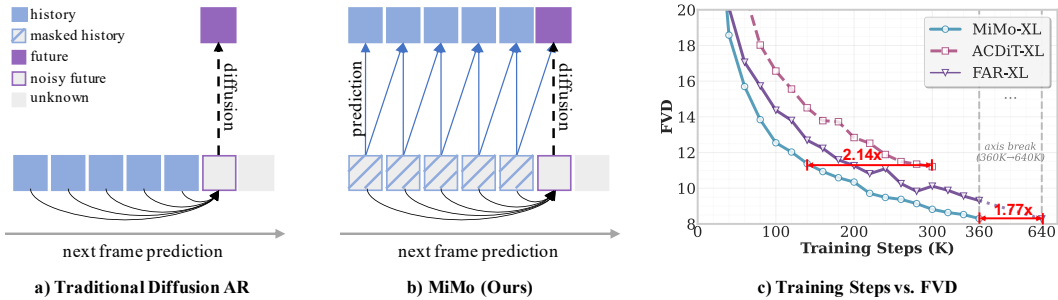 history
masked history
future
noisy future
unknown
diffusion
next frame prediction
a) Traditional Diffusion AR
prediction
diffusion
next frame prediction
b) MiMo (Ours)
20
18
16
14
12
10
8
FVD
MiMo-XL
ACDiT-XL
FAR-XL
...
axis break
(360K→640K)
2.14x
1.77x
0
100
200
300
360
640
Training Steps (K)
c) Training Steps vs. FVD